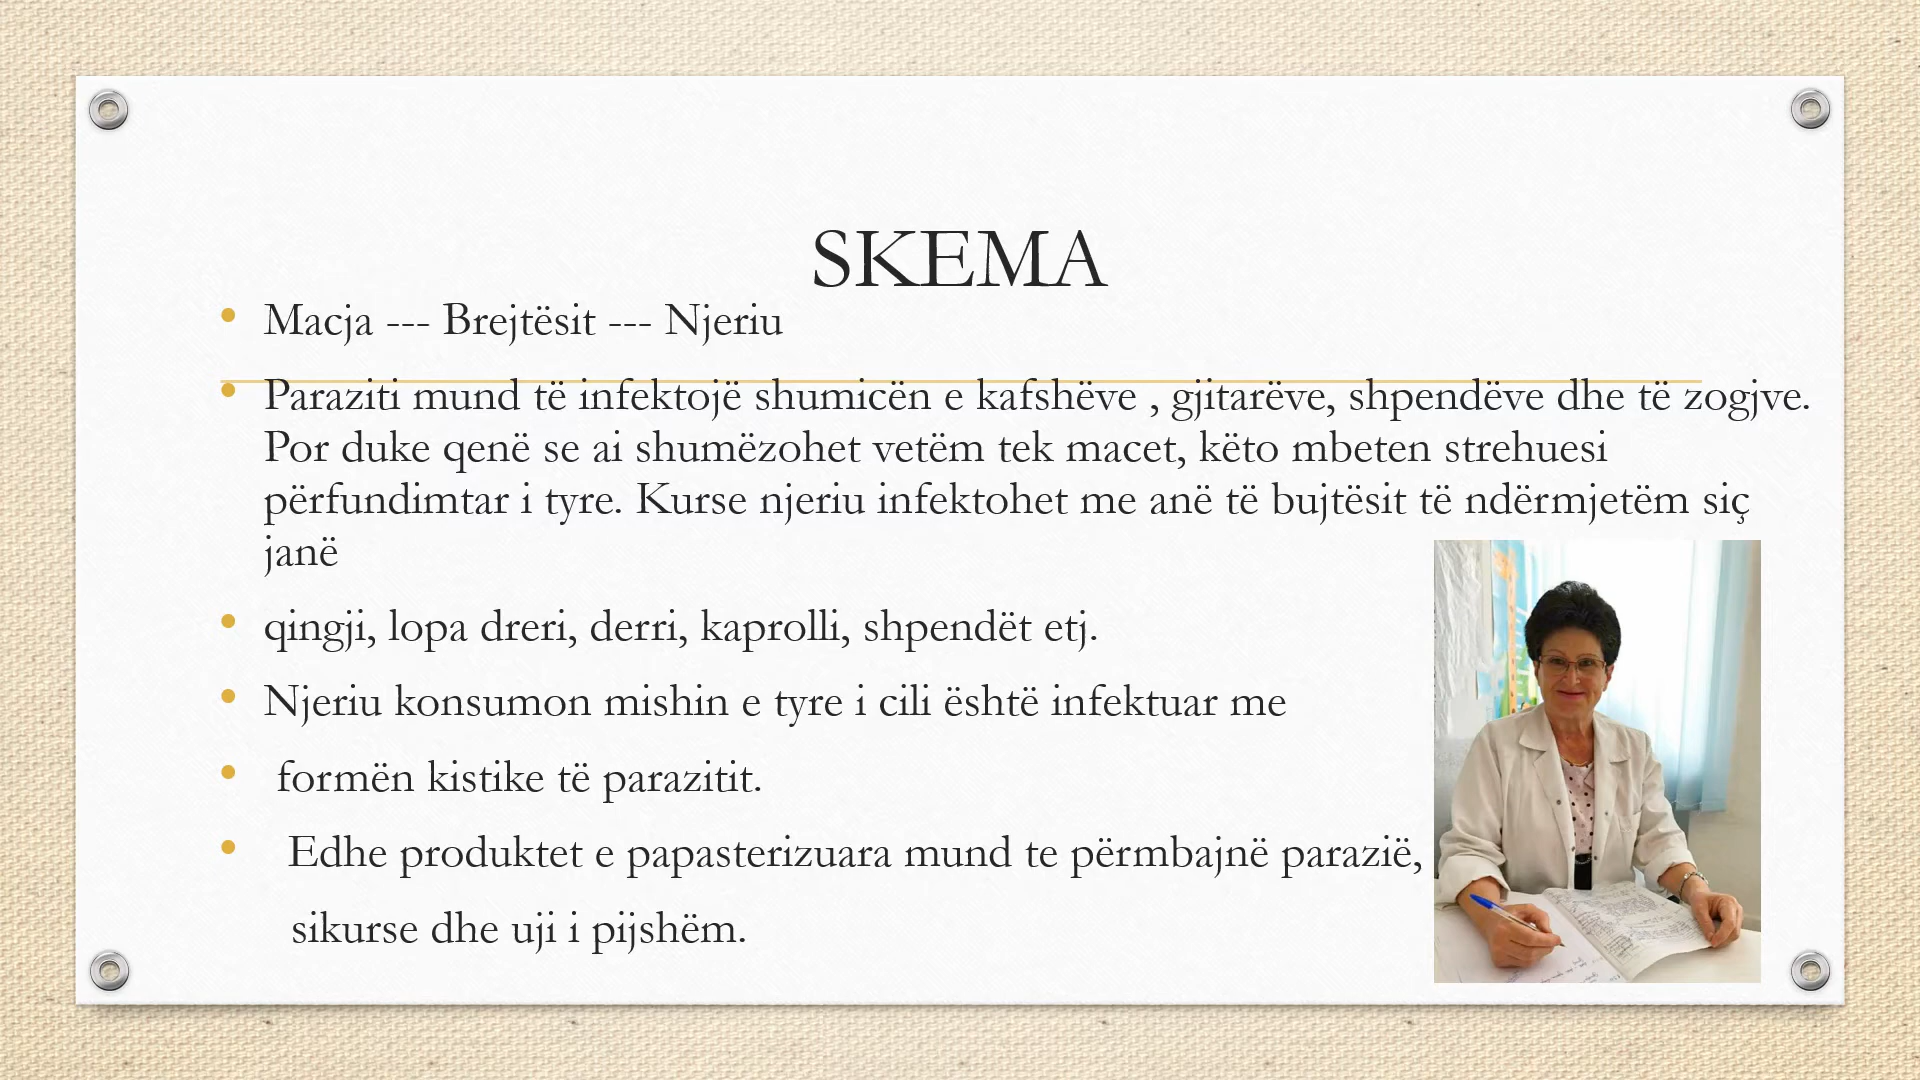 SKEMA
• Macja --- Brejtësit --- Njeriu
• Paraziti mund të infektojë shumicën e kafshëve , gjitarëve, shpendëve dhe të zogjve.
Por duke qenë se ai shumëzohet vetëm tek macet, këto mbeten strehuesi
përfundimtar i tyre. Kurse njeriu infektohet me anë të bujtësit të ndërmjetëm siç
janë
• qingji, lopa dreri, derri, kaprolli, shpendët etj.
• Njeriu konsumon mishin e tyre i cili është infektuar me
• formën kistike të parazitit.
• Edhe produktet e papasterizuara mund te përmbajnë parazië,
sikurse dhe uji i pijshëm.